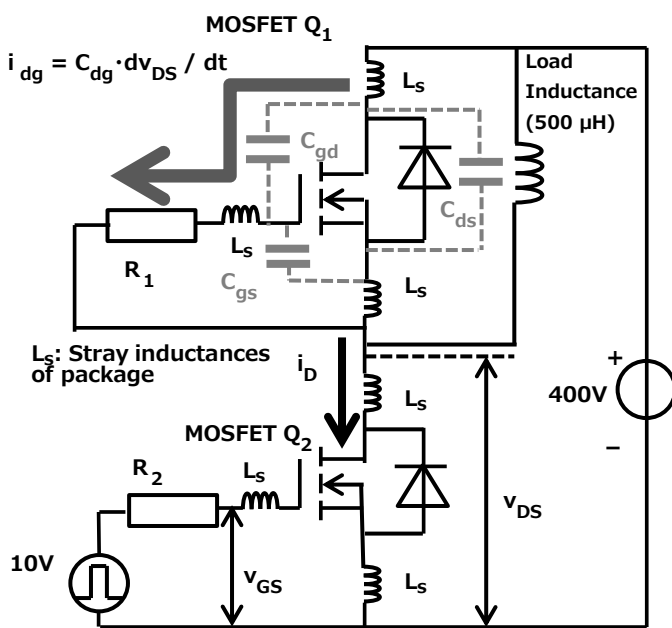 MOSFET Q1
i dg = Cdg·dvDS / dt
Ls
Load
Inductance
(500 µH)
Cgd
Cds
Ls
R1
Cgs
Ls
Ls: Stray inductances
of package
iD
+
400V
−
Ls
MOSFET Q2
Ls
R2
vDS
10V
vGS
Ls